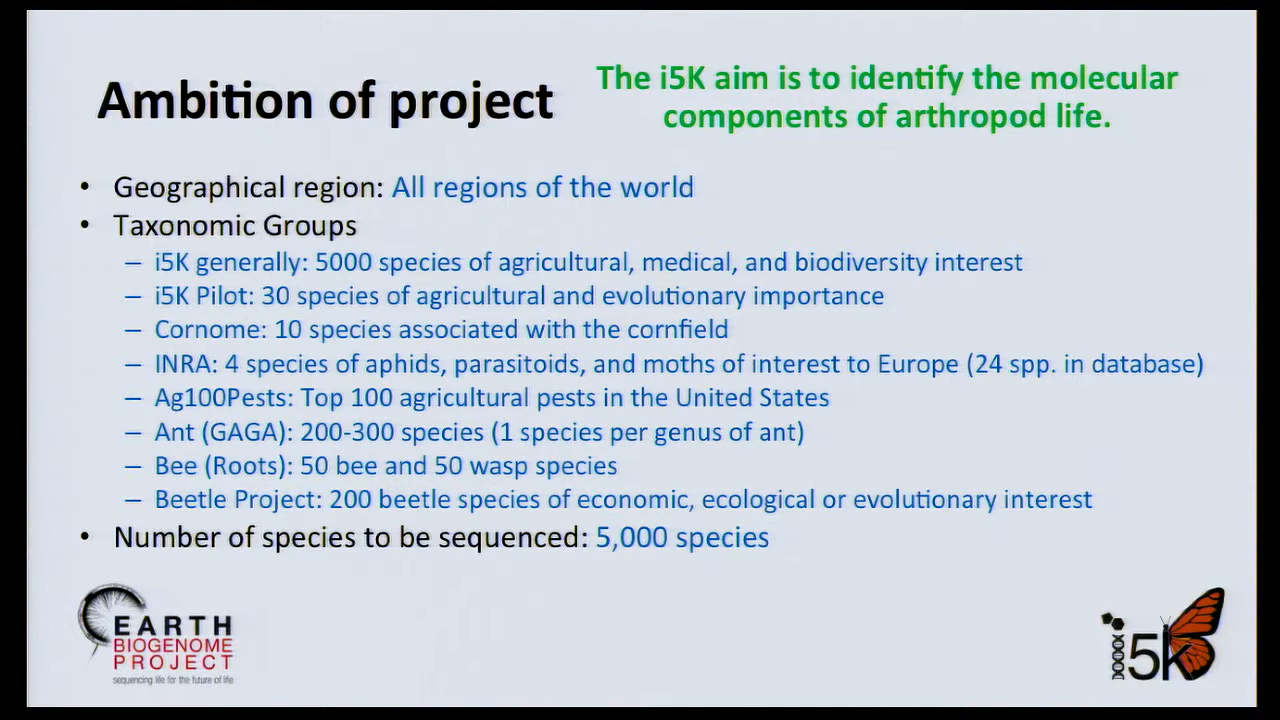 Ambition of project
The i5K aim is to identify the molecular
components of arthropod life.
• Geographical region: All regions of the world
• Taxonomic Groups
– i5K generally: 5000 species of agricultural, medical, and biodiversity interest
– i5K Pilot: 30 species of agricultural and evolutionary importance
– Cornome: 10 species associated with the cornfield
– INRA: 4 species of aphids, parasitoids, and moths of interest to Europe (24 spp. in database)
– Ag100Pests: Top 100 agricultural pests in the United States
– Ant (GAGA): 200-300 species (1 species per genus of ant)
– Bee (Roots): 50 bee and 50 wasp species
– Beetle Project: 200 beetle species of economic, ecological or evolutionary interest
• Number of species to be sequenced: 5,000 species
EARTH
BIOGENOME
PROJECT
sequencing life for the future of life
i5k